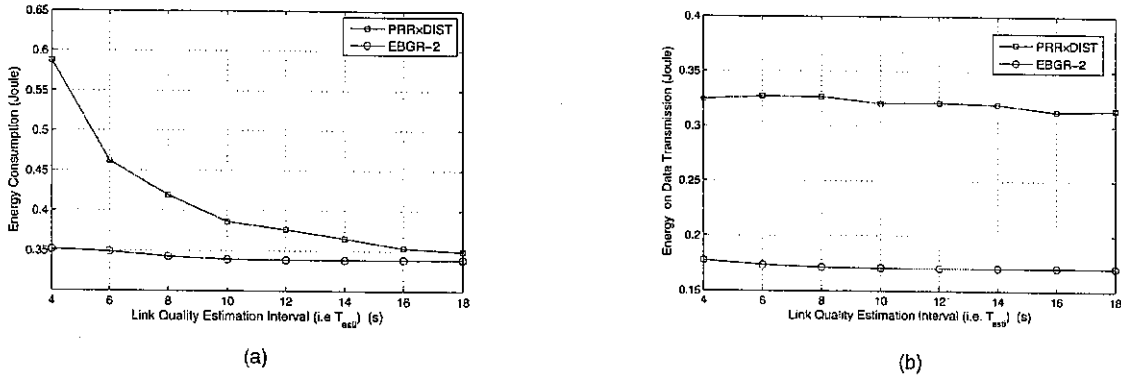 0.65
0.6
0.55
0.5
0.45
0.4
0.35
Energy Consumption (Joule)
PRRxDIST
EBGR-2
4 6 8 10 12 14 16 18
Link Quality Estimation Interval (i.e T_esti) (s)
(a)
0.4
0.35
0.3
0.25
0.2
0.15
Energy on Data Transmission (Joule)
PRRxDIST
EBGR-2
4 6 8 10 12 14 16 18
Link Quality Estimation Interval (i.e. T_esti) (s)
(b)